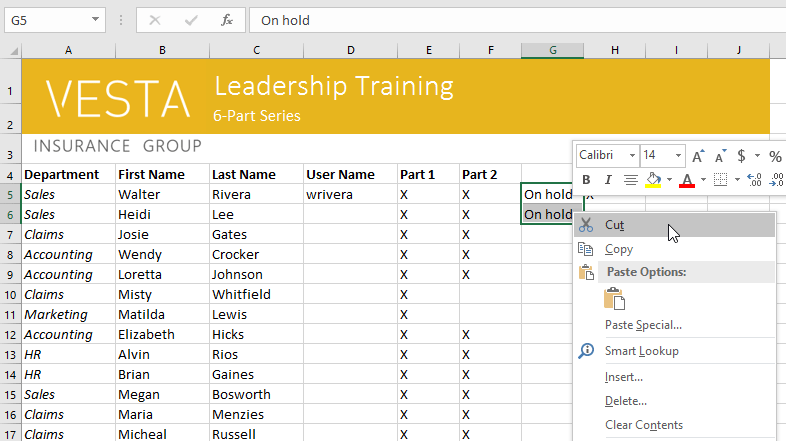 G5 fx On hold
A B C D E F G H I J
1 VESTA Leadership Training
2 6-Part Series
3 INSURANCE GROUP
Calibri 14 A A $ %
B I A .00 .0 .00
4 Department First Name Last Name User Name Part 1 Part 2
5 Sales Walter Rivera wrivera X X On hold X
6 Sales Heidi Lee X X On hold
7 Claims Josie Gates X X
8 Accounting Wendy Crocker X X
9 Accounting Loretta Johnson X X
10 Claims Misty Whitfield X
11 Marketing Matilda Lewis X
12 Accounting Elizabeth Hicks X X
13 HR Alvin Rios X X
14 HR Brian Gaines X X
15 Sales Megan Bosworth X X
16 Claims Maria Menzies X X
17 Claims Micheal Russell X X
Cut
Copy
Paste Options:
Paste Special...
Smart Lookup
Insert...
Delete...
Clear Contents